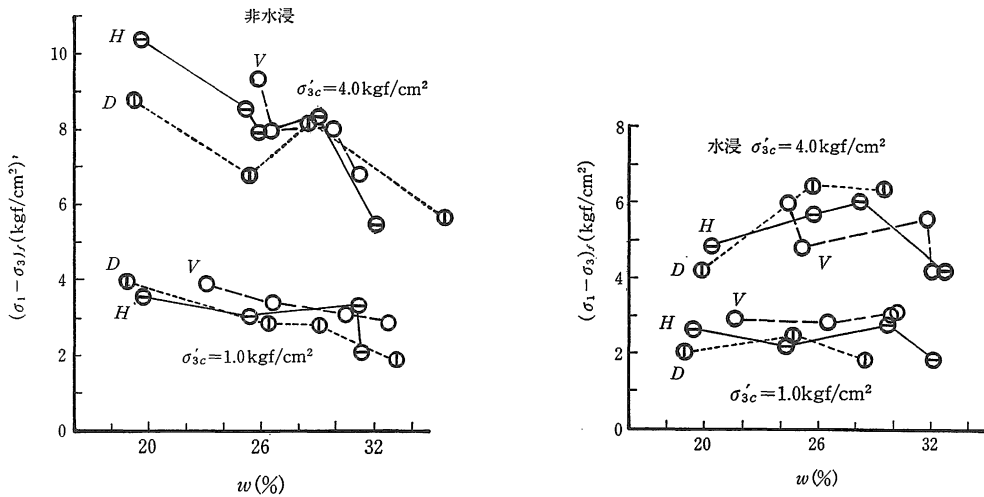 非水浸
10
8
6
4
2
0
(σ₁−σ₃)f (kgf/cm²),
H
V
D
σ′₃c=4.0kgf/cm²
D
V
H
σ′₃c=1.0kgf/cm²
20 26 32
w(%)
8
6
4
2
0
(σ₁−σ₃)f (kgf/cm²)
水浸 σ′₃c=4.0kgf/cm²
H
D
V
V
H
D
σ′₃c=1.0kgf/cm²
20 26 32
w(%)